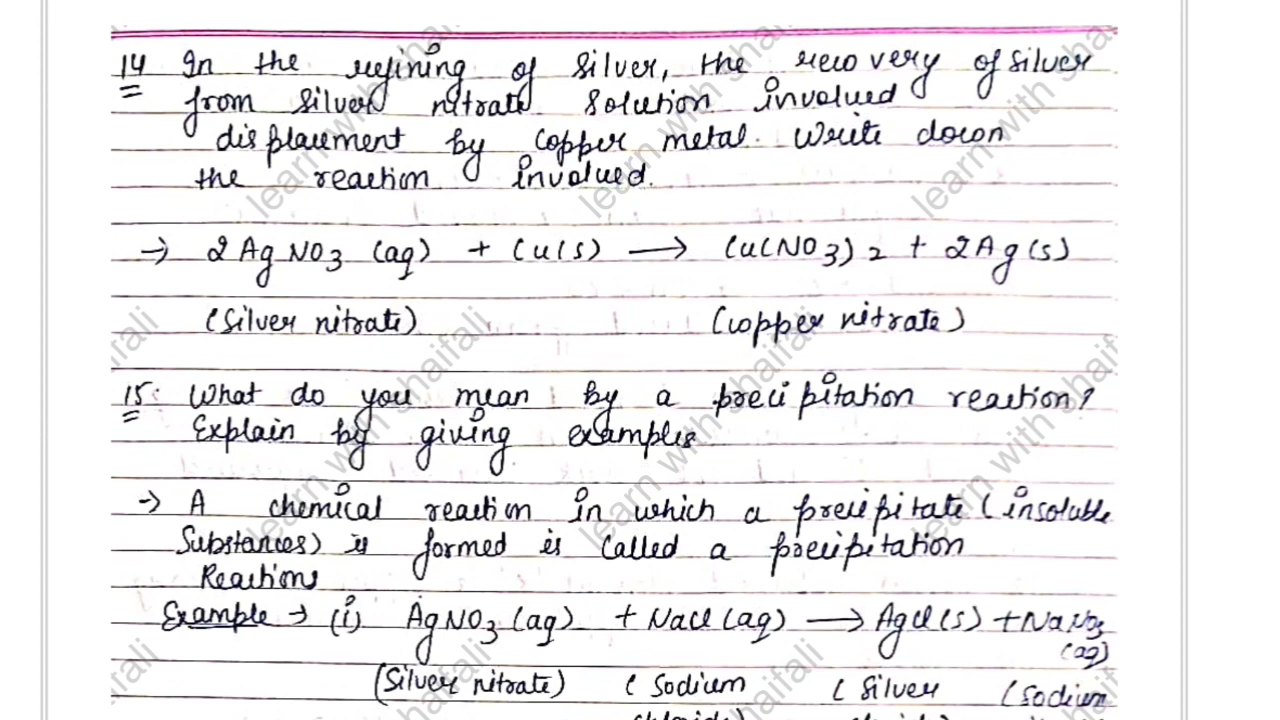 14 In the refining of silver, the recovery of silver
from silver nitrate solution involved
displacement by copper metal. Write down
the reaction involved.
→ 2AgNO3 (aq) + Cu(s) → Cu(NO3)2 + 2Ag(s)
(Silver nitrate) (copper nitrate)
15: What do you mean by a precipitation reaction?
Explain by giving examples
→ A chemical reaction in which a precipitate (insoluble
Substances) is formed is called a precipitation
Reactions
Example → (i) AgNO3 (aq) + NaCl (aq) → AgCl(s) + NaNO3
(aq)
(Silver nitrate) (Sodium (Silver (Sodium
learn with shaifali